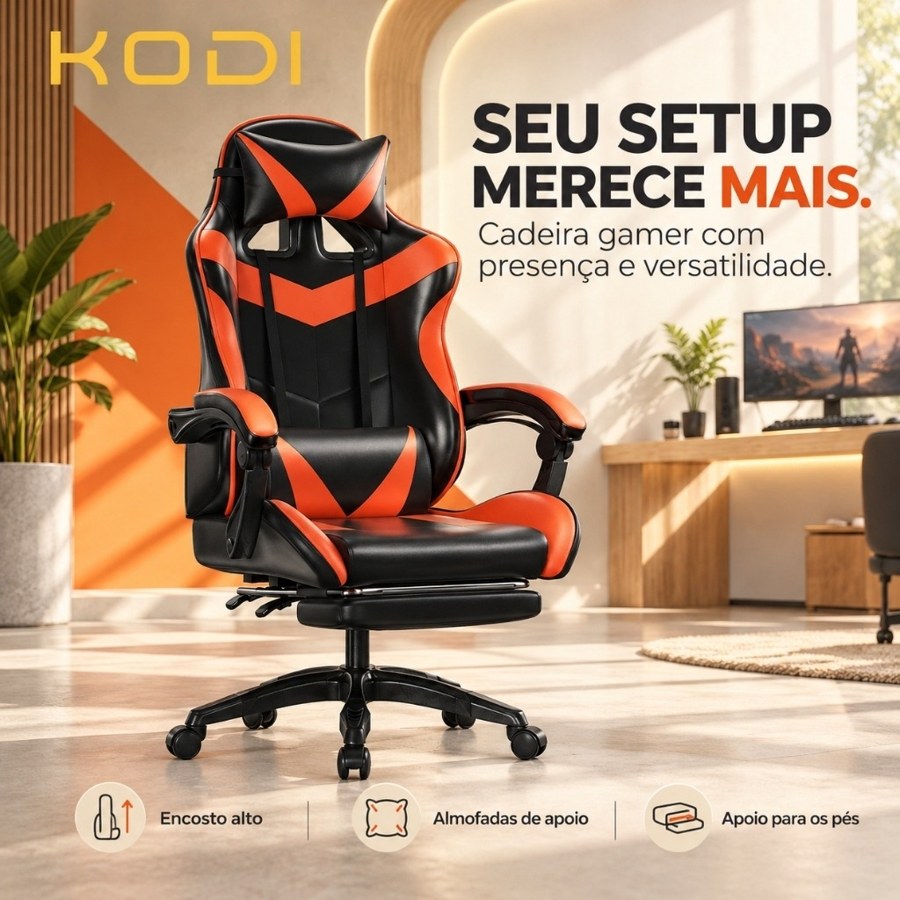 KODI
SEU SETUP
MERECE MAIS.
Cadeira gamer com
presença e versatilidade.
Encosto alto
Almofadas de apoio
Apoio para os pés